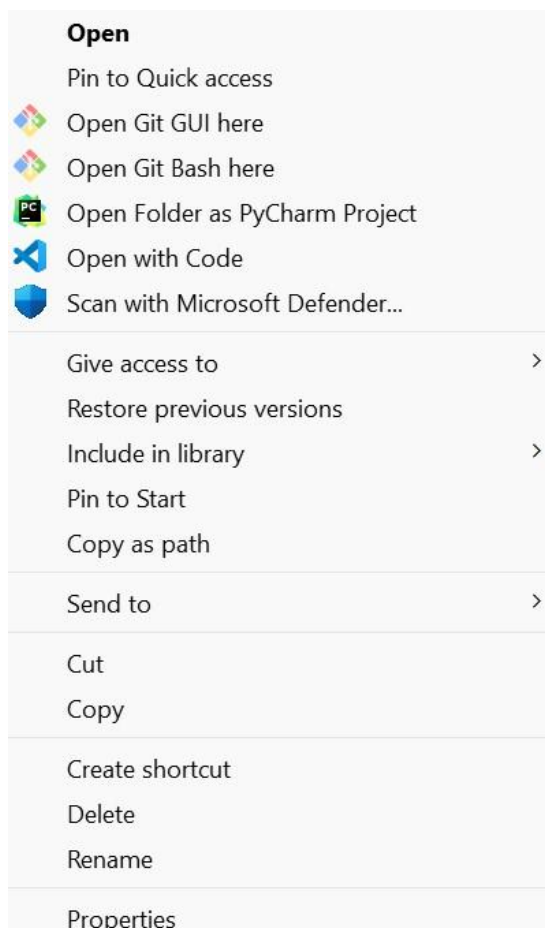 Open
Pin to Quick access
Open Git GUI here
Open Git Bash here
PC
Open Folder as PyCharm Project
Open with Code
Scan with Microsoft Defender...
Give access to
Restore previous versions
Include in library
Pin to Start
Copy as path
Send to
Cut
Copy
Create shortcut
Delete
Rename
Properties